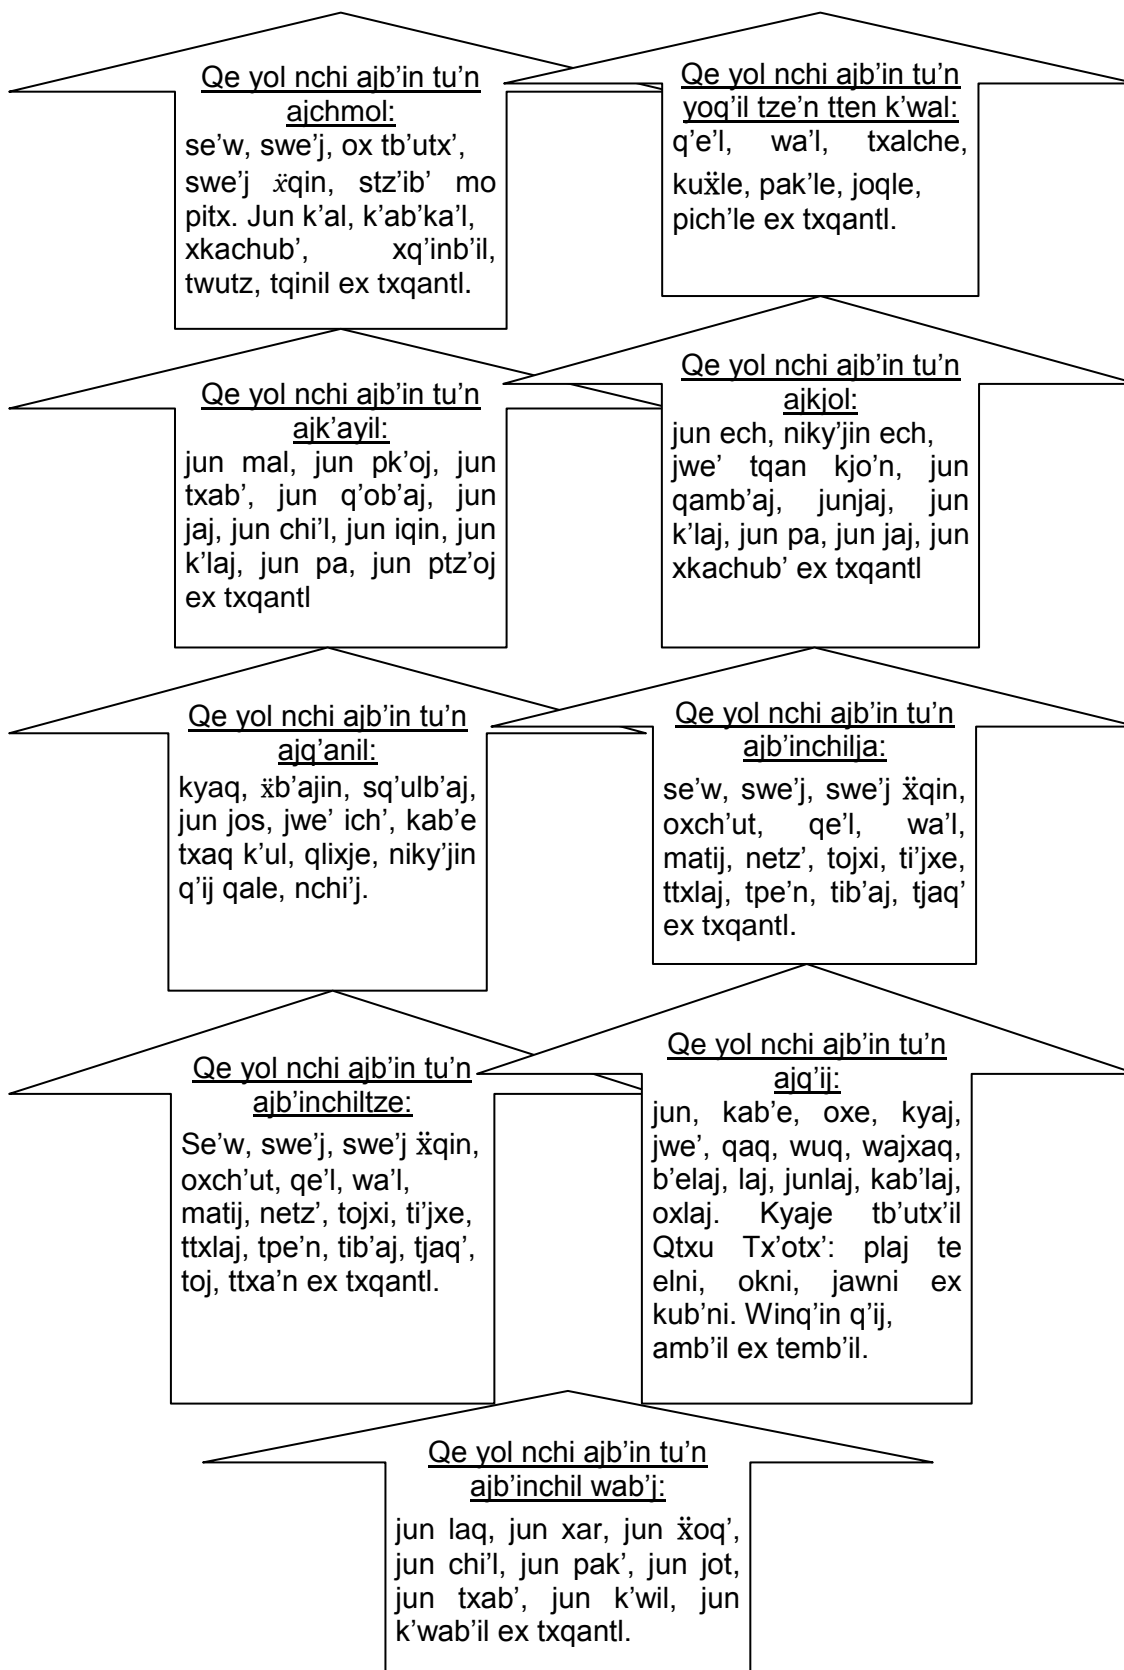 Qe yol nchi ajb'in tu'n
ajchmol:
se'w, swe'j, ox tb'utx',
swe'j ẍqin, stz'ib' mo
pitx. Jun k'al, k'ab'ka'l,
xkachub', xq'inb'il,
twutz, tqinil ex txqantl.
Qe yol nchi ajb'in tu'n
yoq'il tze'n tten k'wal:
q'e'l, wa'l, txalche,
kuẍle, pak'le, joqle,
pich'le ex txqantl.
Qe yol nchi ajb'in tu'n
ajk'ayil:
jun mal, jun pk'oj, jun
txab', jun q'ob'aj, jun
jaj, jun chi'l, jun iqin, jun
k'laj, jun pa, jun ptz'oj
ex txqantl
Qe yol nchi ajb'in tu'n
ajkjol:
jun ech, niky'jin ech,
jwe' tqan kjo'n, jun
qamb'aj, junjaj, jun
k'laj, jun pa, jun jaj, jun
xkachub' ex txqantl
Qe yol nchi ajb'in tu'n
ajq'anil:
kyaq, ẍb'ajin, sq'ulb'aj,
jun jos, jwe' ich', kab'e
txaq k'ul, qlixje, niky'jin
q'ij qale, nchi'j.
Qe yol nchi ajb'in tu'n
ajb'inchilja:
se'w, swe'j, swe'j ẍqin,
oxch'ut, qe'l, wa'l,
matij, netz', tojxi, ti'jxe,
ttxlaj, tpe'n, tib'aj, tjaq'
ex txqantl.
Qe yol nchi ajb'in tu'n
ajb'inchiltze:
Se'w, swe'j, swe'j ẍqin,
oxch'ut, qe'l, wa'l,
matij, netz', tojxi, ti'jxe,
ttxlaj, tpe'n, tib'aj, tjaq',
toj, ttxa'n ex txqantl.
Qe yol nchi ajb'in tu'n
ajq'ij:
jun, kab'e, oxe, kyaj,
jwe', qaq, wuq, wajxaq,
b'elaj, laj, junlaj, kab'laj,
oxlaj. Kyaje tb'utx'il
Qtxu Tx'otx': plaj te
elni, okni, jawni ex
kub'ni. Winq'in q'ij,
amb'il ex temb'il.
Qe yol nchi ajb'in tu'n
ajb'inchil wab'j:
jun laq, jun xar, jun ẍoq',
jun chi'l, jun pak', jun jot,
jun txab', jun k'wil, jun
k'wab'il ex txqantl.